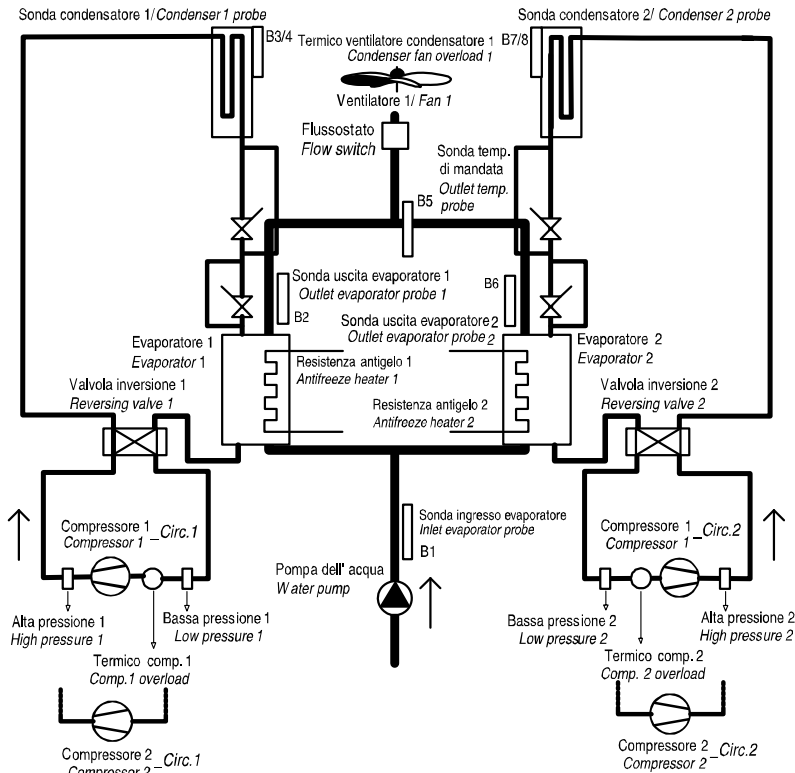 Sonda condensatore 1/ Condenser 1 probe
Sonda condensatore 2/ Condenser 2 probe
B3/4
Termico ventilatore condensatore 1
Condenser fan overload 1
B7/8
Ventilatore 1/ Fan 1
Flussostato
Flow switch
Sonda temp.
di mandata
Outlet temp.
probe
B5
Sonda uscita evaporatore 1
Outlet evaporator probe 1
B2
B6
Sonda uscita evaporatore 2
Outlet evaporator probe 2
Evaporatore 1
Evaporator 1
Evaporatore 2
Evaporator 2
Resistenza antigelo 1
Antifreeze heater 1
Resistenza antigelo 2
Antifreeze heater 2
Valvola inversione 1
Reversing valve 1
Valvola inversione 2
Reversing valve 2
Sonda ingresso evaporatore
Inlet evaporator probe
B1
Compressore 1 _Circ.1
Compressor 1
Compressore 1 _Circ.2
Compressor 1
Pompa dell' acqua
Water pump
Alta pressione 1
High pressure 1
Bassa pressione 1
Low pressure 1
Bassa pressione 2
Low pressure 2
Alta pressione 2
High pressure 2
Termico comp. 1
Comp.1 overload
Termico comp.2
Comp. 2 overload
Compressore 2 _Circ.1
Compressor 2
Compressore 2 _Circ.2
Compressor 2